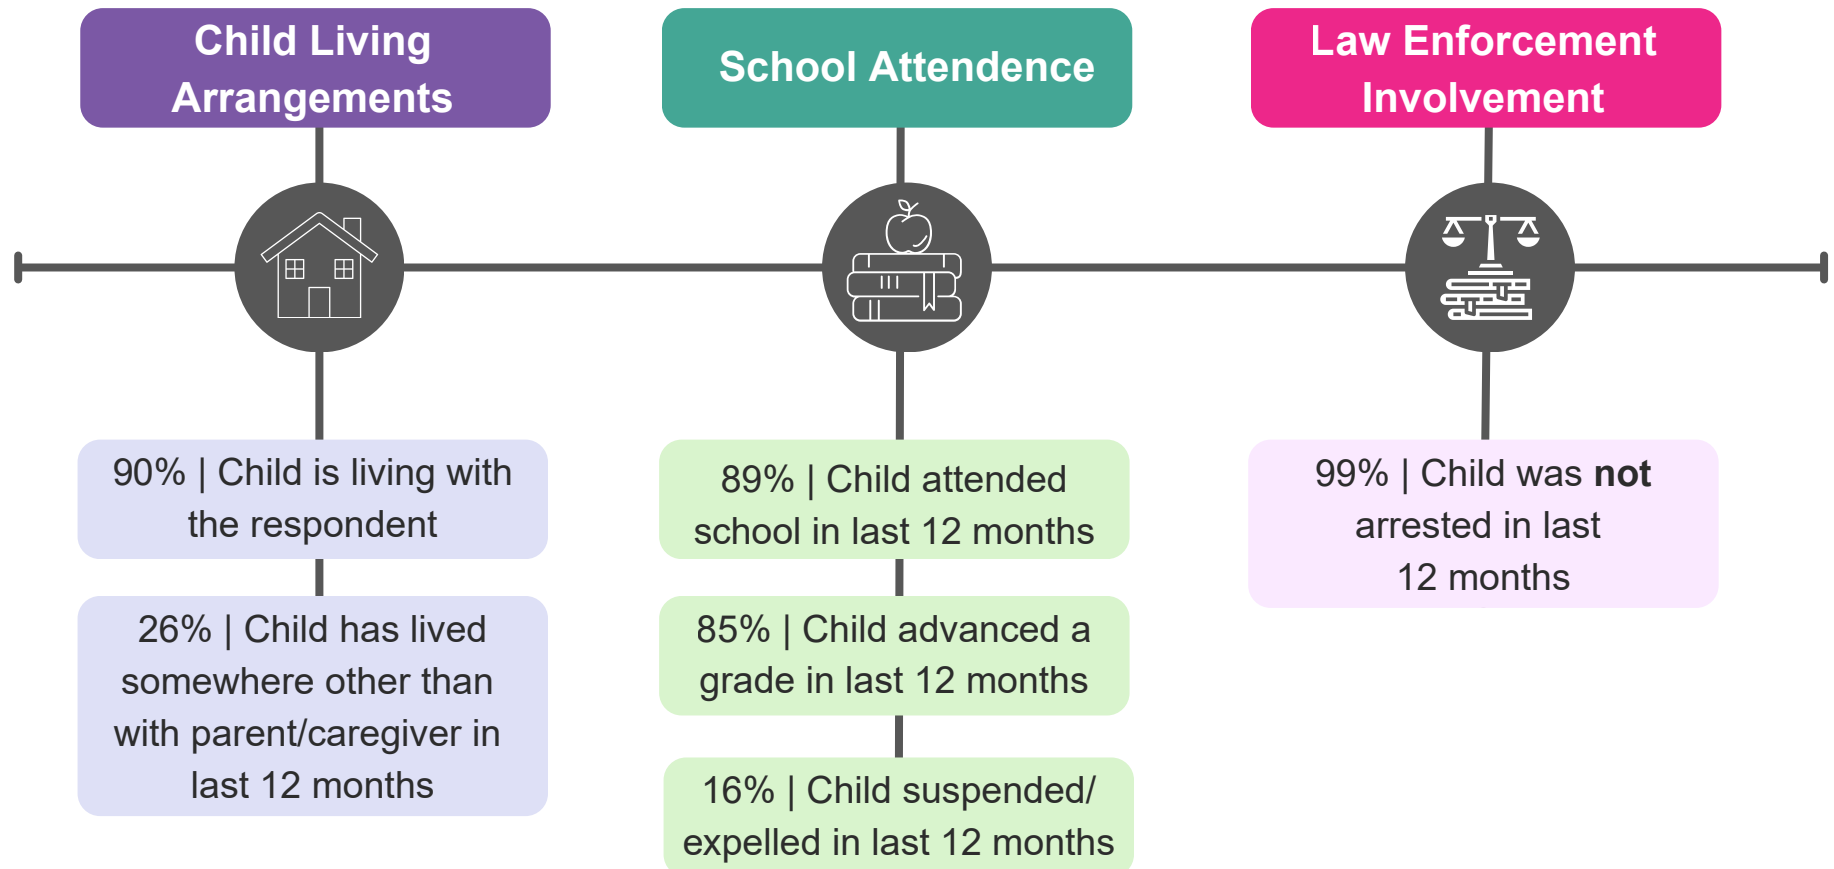 Child Living
Arrangements
90% | Child is living with
the respondent
26% | Child has lived
somewhere other than
with parent/caregiver in
last 12 months
School Attendence
89% | Child attended
school in last 12 months
85% | Child advanced a
grade in last 12 months
16% | Child suspended/
expelled in last 12 months
Law Enforcement
Involvement
99% | Child was not
arrested in last
12 months